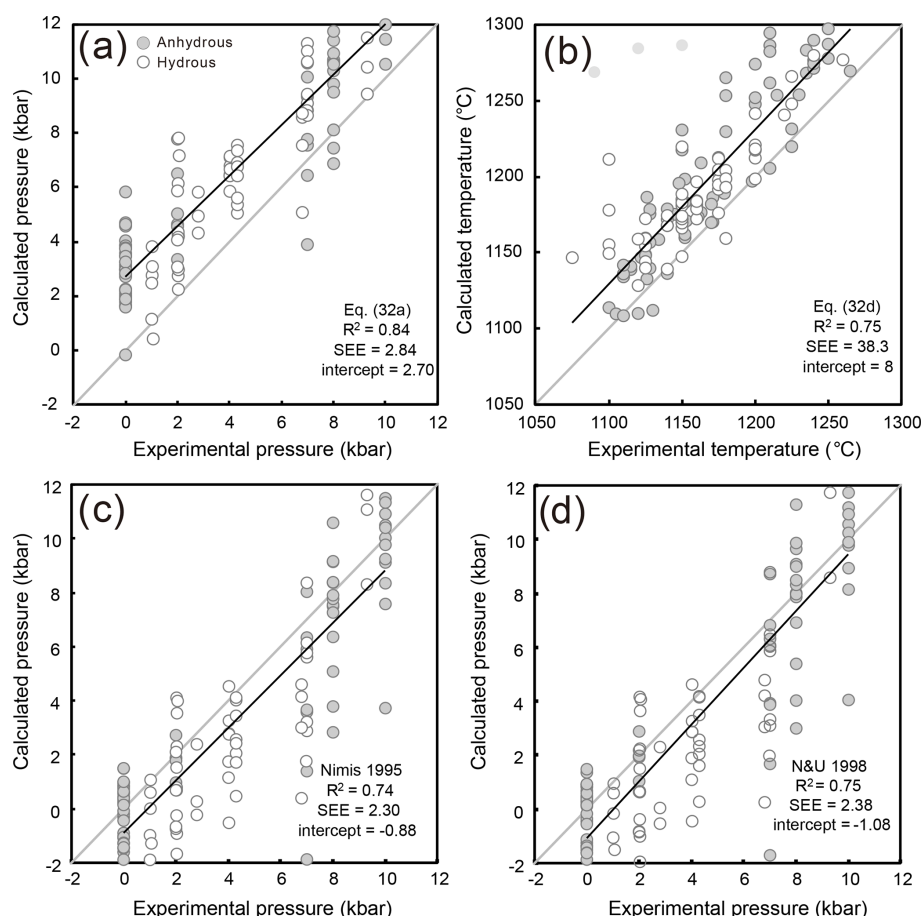 (a)
Anhydrous
Hydrous
12
10
8
6
4
2
0
-2
Calculated pressure (kbar)
Eq. (32a)
R² = 0.84
SEE = 2.84
intercept = 2.70
-2 0 2 4 6 8 10 12
Experimental pressure (kbar)
(b)
1300
1250
1200
1150
1100
1050
Calculated temperature (°C)
Eq. (32d)
R² = 0.75
SEE = 38.3
intercept = 8
1050 1100 1150 1200 1250 1300
Experimental temperature (°C)
(c)
12
10
8
6
4
2
0
-2
Calculated pressure (kbar)
Nimis 1995
R² = 0.74
SEE = 2.30
intercept = -0.88
-2 0 2 4 6 8 10 12
Experimental pressure (kbar)
(d)
12
10
8
6
4
2
0
-2
Calculated pressure (kbar)
N&U 1998
R² = 0.75
SEE = 2.38
intercept = -1.08
-2 0 2 4 6 8 10 12
Experimental pressure (kbar)